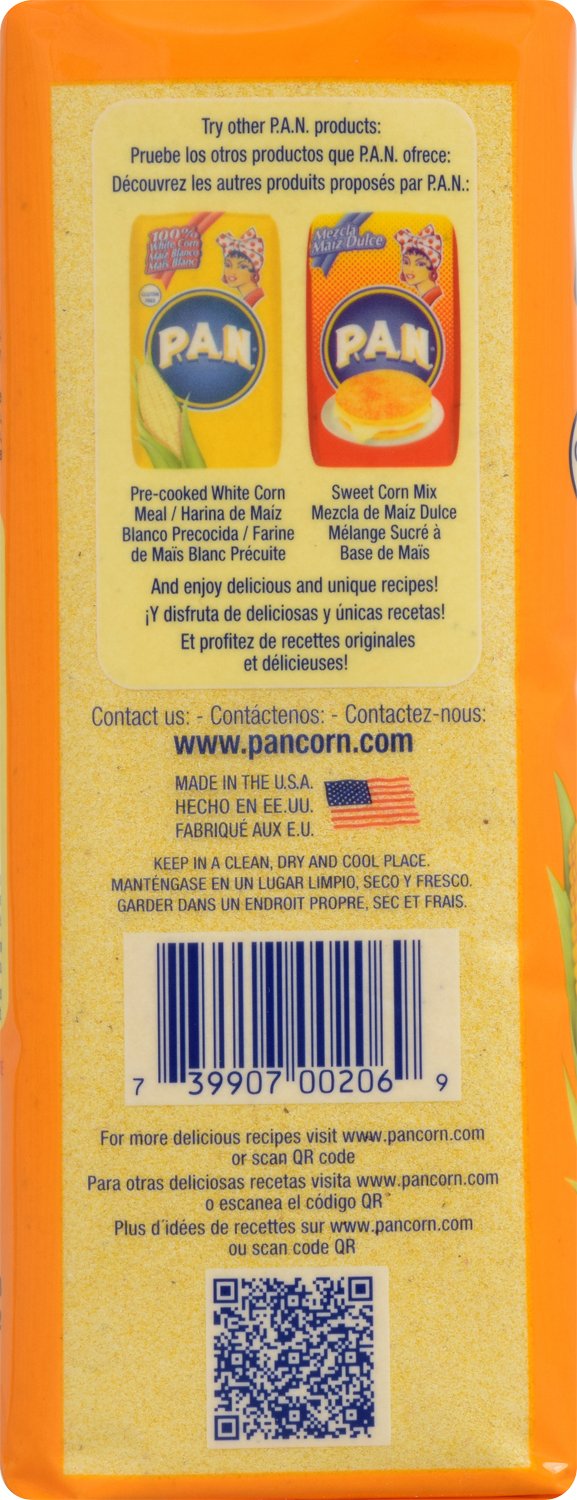 Try other P.A.N. products:
Pruebe los otros productos que P.A.N. ofrece:
Découvrez les autres produits proposés par P.A.N.:
100%
White Corn
Maíz Blanco
Maïs Blanc
GLUTEN FREE
P.A.N.
Mezcla
Maíz Dulce
P.A.N.
Pre-cooked White Corn
Meal / Harina de Maíz
Blanco Precocida / Farine
de Maïs Blanc Précuite
Sweet Corn Mix
Mezcla de Maíz Dulce
Mélange Sucré à
Base de Maïs
And enjoy delicious and unique recipes!
¡Y disfruta de deliciosas y únicas recetas!
Et profitez de recettes originales
et délicieuses!
Contact us: - Contáctenos: - Contactez-nous:
www.pancorn.com
MADE IN THE U.S.A.
HECHO EN EE.UU.
FABRIQUÉ AUX E.U.
KEEP IN A CLEAN, DRY AND COOL PLACE.
MANTÉNGASE EN UN LUGAR LIMPIO, SECO Y FRESCO.
GARDER DANS UN ENDROIT PROPRE, SEC ET FRAIS.
7 39907 00206 9
For more delicious recipes visit www.pancorn.com
or scan QR code
Para otras deliciosas recetas visita www.pancorn.com
o escanea el código QR
Plus d´idées de recettes sur www.pancorn.com
ou scan code QR